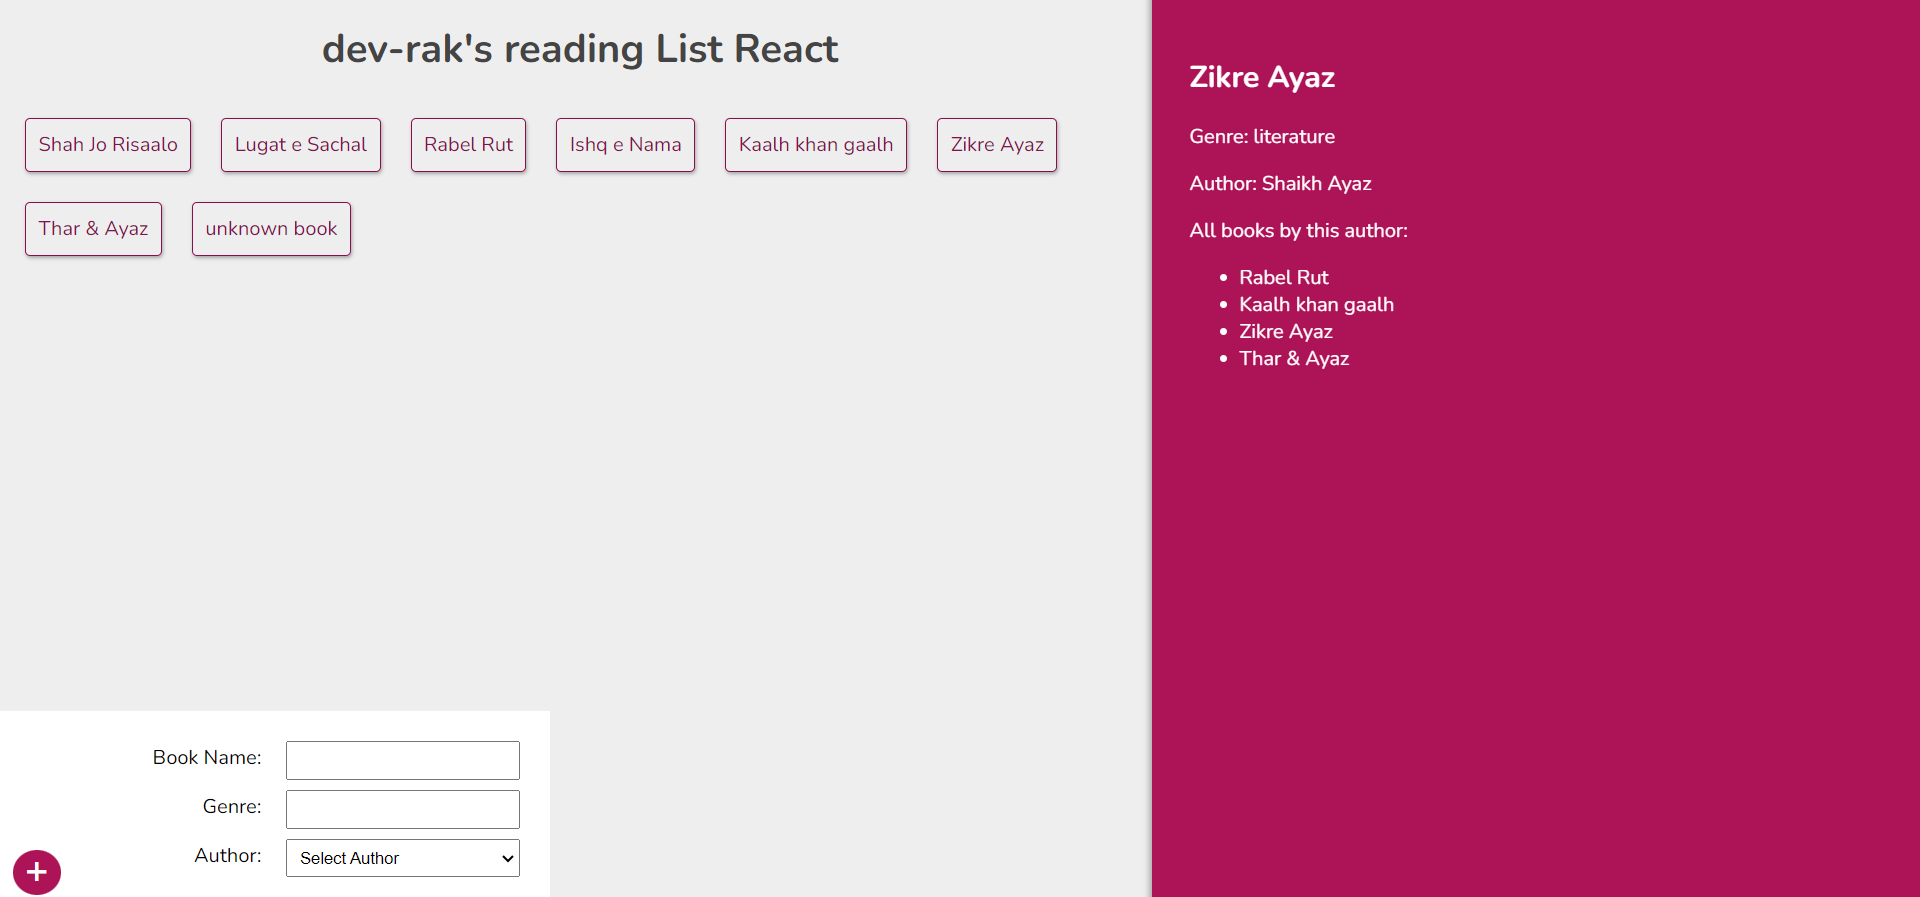 dev-rak's reading List React
Shah Jo Risaalo
Lugat e Sachal
Rabel Rut
Ishq e Nama
Kaalh khan gaalh
Zikre Ayaz
Thar & Ayaz
unknown book
Book Name:
Genre:
Author:
Select Author
+
Zikre Ayaz
Genre: literature
Author: Shaikh Ayaz
All books by this author:
Rabel Rut
Kaalh khan gaalh
Zikre Ayaz
Thar & Ayaz